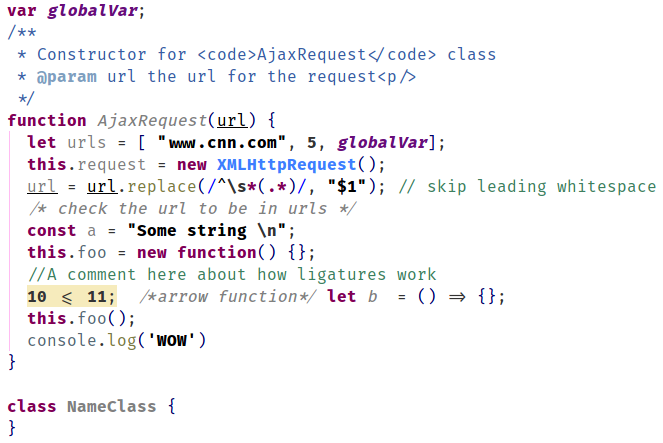 var globalVar;
/**
 * Constructor for <code>AjaxRequest</code> class
 * @param url the url for the request<p/>
 */
function AjaxRequest(url) {
  let urls = [ "www.cnn.com", 5, globalVar];
  this.request = new XMLHttpRequest();
  url = url.replace(/^\s*(.*)/, "$1"); // skip leading whitespace
  /* check the url to be in urls */
  const a = "Some string \n";
  this.foo = new function() {};
  //A comment here about how ligatures work
  10 <= 11;  /*arrow function*/ let b  = () => {};
  this.foo();
  console.log('WOW')
}

class NameClass {
}